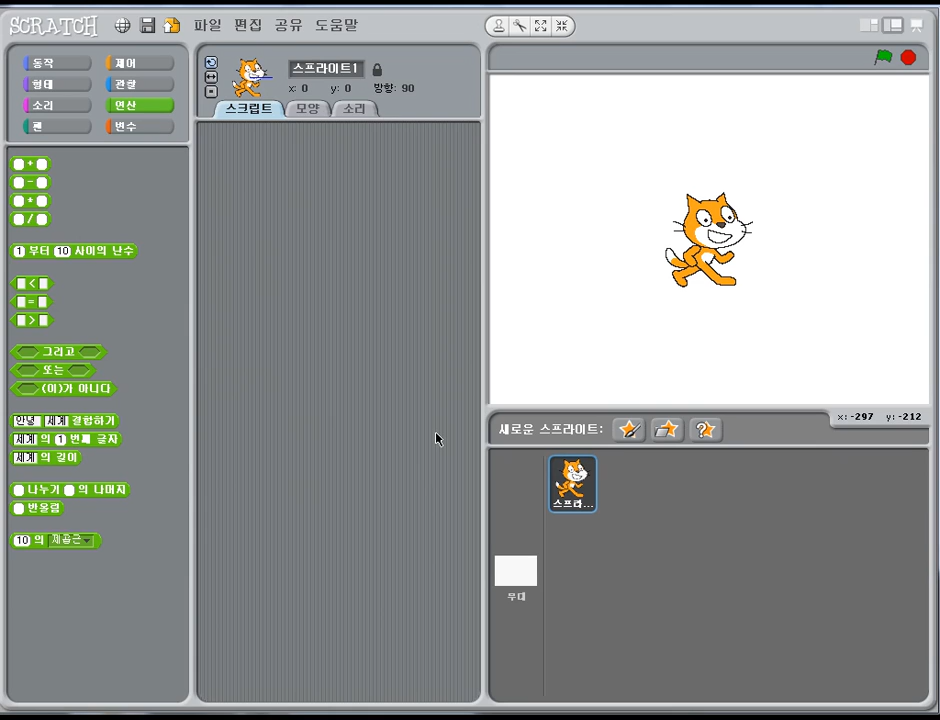 SCRATCH 파일 편집 공유 도움말
동작 제어
형태 관찰
소리 연산
펜 변수
+
-
*
/
1 부터 10 사이의 난수
<
=
>
그리고
또는
(이)가 아니다
안녕 세계 결합하기
세계 의 1 번째 글자
세계 의 길이
나누기 의 나머지
반올림
10 의 제곱근
스프라이트1
x: 0 y: 0 방향: 90
스크립트 모양 소리
x: -297 y: -212
새로운 스프라이트:
스프라...
무대